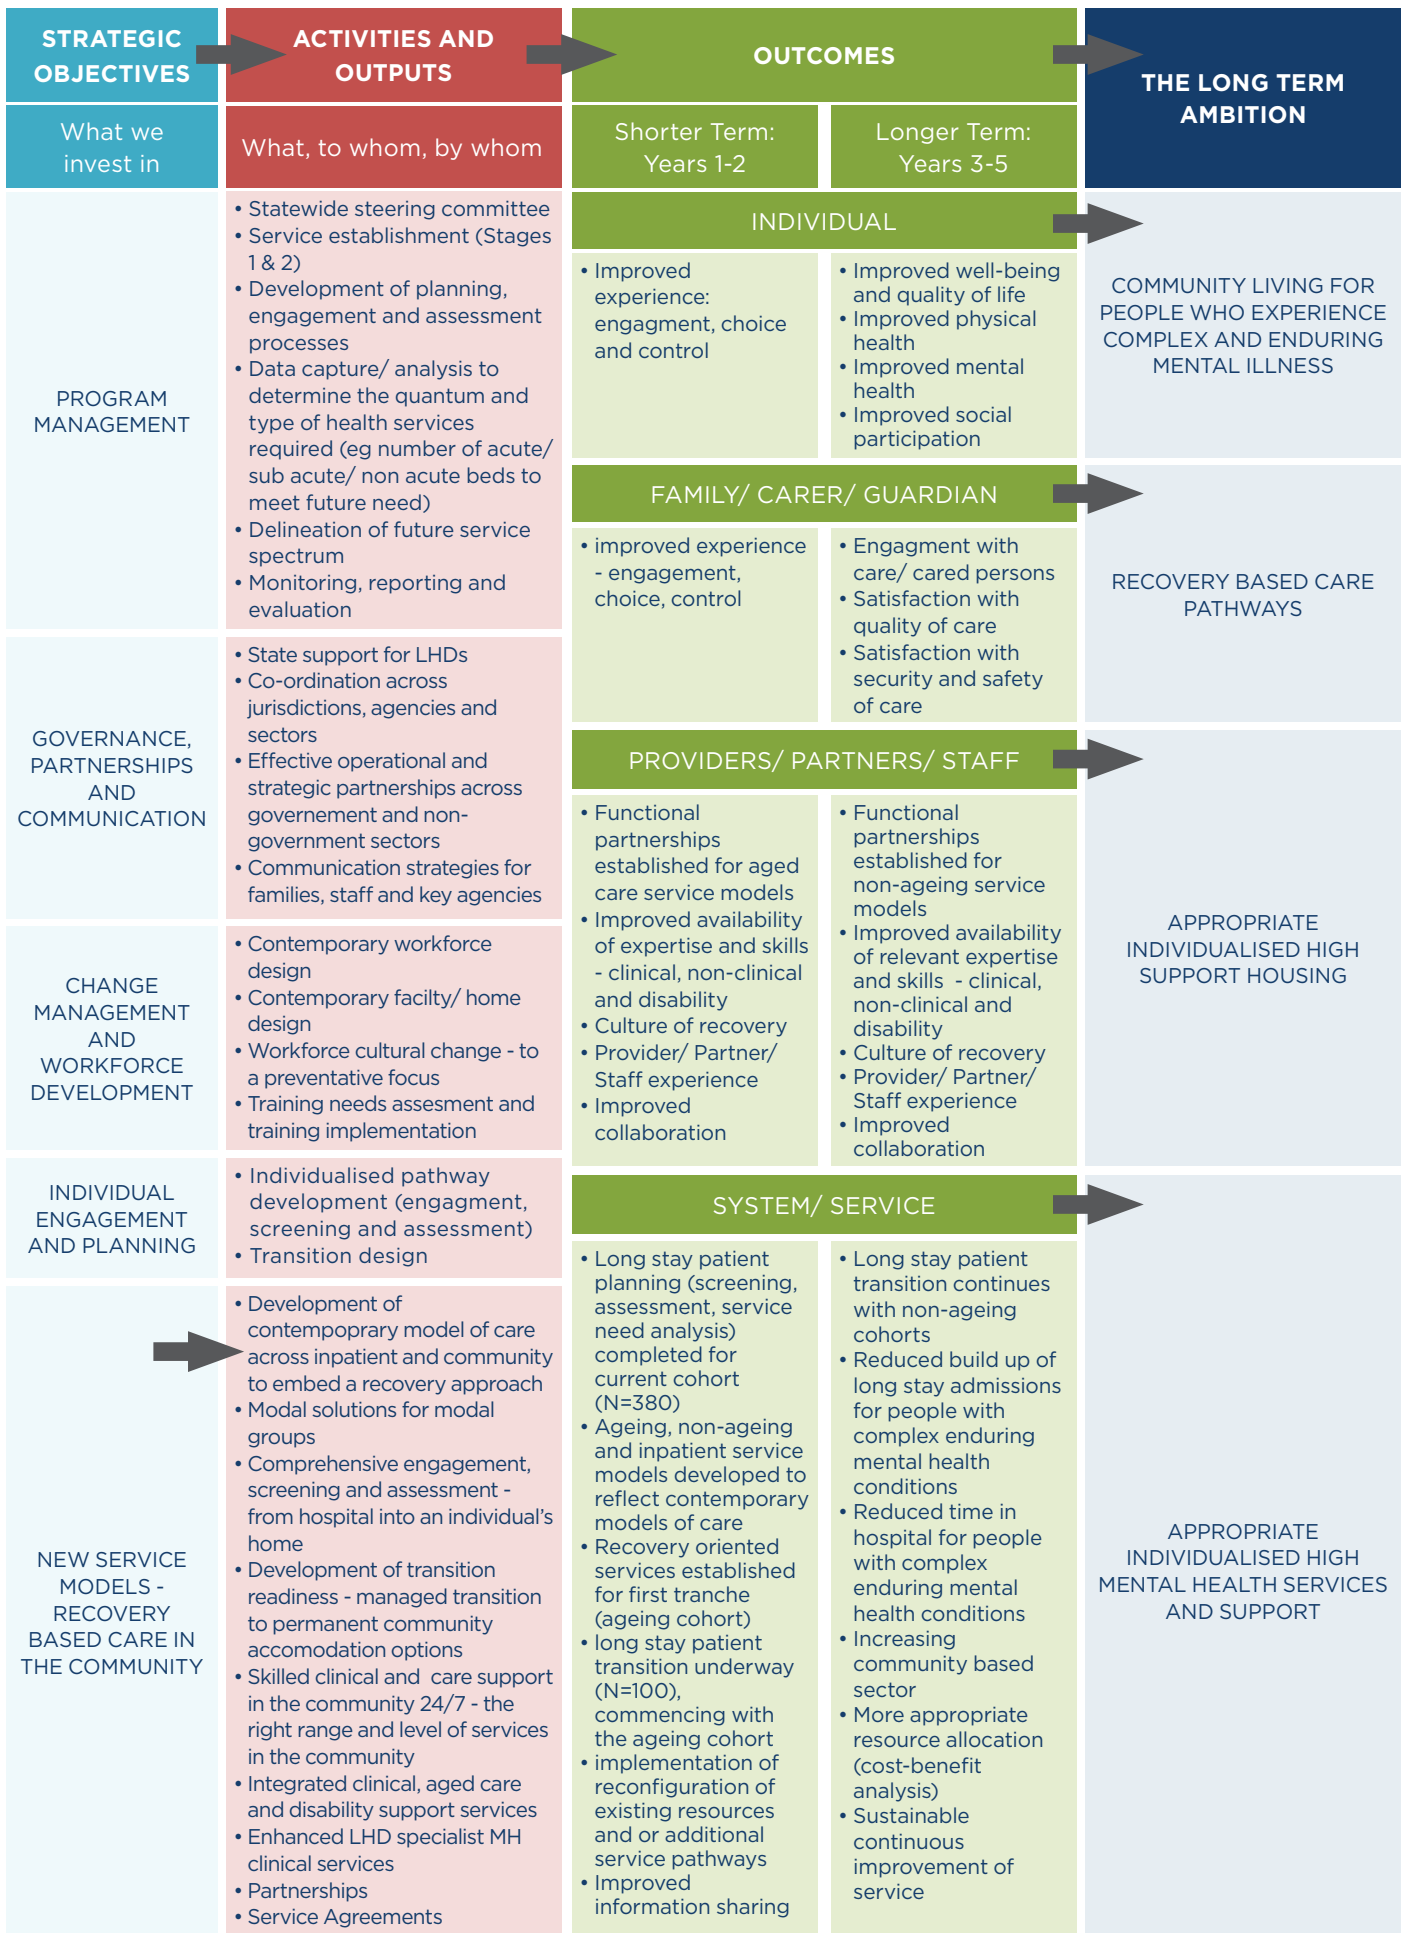 STRATEGIC
OBJECTIVES
ACTIVITIES AND
OUTPUTS
OUTCOMES
THE LONG TERM
AMBITION
What we
invest in
What, to whom, by whom
Shorter Term:
Years 1-2
Longer Term:
Years 3-5
PROGRAM
MANAGEMENT
• Statewide steering committee
• Service establishment (Stages
1 & 2)
• Development of planning,
engagement and assessment
processes
• Data capture/ analysis to
determine the quantum and
type of health services
required (eg number of acute/
sub acute/ non acute beds to
meet future need)
• Delineation of future service
spectrum
• Monitoring, reporting and
evaluation
GOVERNANCE,
PARTNERSHIPS
AND
COMMUNICATION
• State support for LHDs
• Co-ordination across
jurisdictions, agencies and
sectors
• Effective operational and
strategic partnerships across
governement and non-
government sectors
• Communication strategies for
families, staff and key agencies
CHANGE
MANAGEMENT
AND
WORKFORCE
DEVELOPMENT
• Contemporary workforce
design
• Contemporary facilty/ home
design
• Workforce cultural change - to
a preventative focus
• Training needs assesment and
training implementation
INDIVIDUAL
ENGAGEMENT
AND PLANNING
• Individualised pathway
development (engagment,
screening and assessment)
• Transition design
NEW SERVICE
MODELS -
RECOVERY
BASED CARE IN
THE COMMUNITY
• Development of
contempoprary model of care
across inpatient and community
to embed a recovery approach
• Modal solutions for modal
groups
• Comprehensive engagement,
screening and assessment -
from hospital into an individual's
home
• Development of transition
readiness - managed transition
to permanent community
accomodation options
• Skilled clinical and care support
in the community 24/7 - the
right range and level of services
in the community
• Integrated clinical, aged care
and disability support services
• Enhanced LHD specialist MH
clinical services
• Partnerships
• Service Agreements
INDIVIDUAL
• Improved
experience:
engagment, choice
and control
• Improved well-being
and quality of life
• Improved physical
health
• Improved mental
health
• Improved social
participation
COMMUNITY LIVING FOR
PEOPLE WHO EXPERIENCE
COMPLEX AND ENDURING
MENTAL ILLNESS
FAMILY/ CARER/ GUARDIAN
• improved experience
- engagement,
choice, control
• Engagment with
care/ cared persons
• Satisfaction with
quality of care
• Satisfaction with
security and safety
of care
RECOVERY BASED CARE
PATHWAYS
PROVIDERS/ PARTNERS/ STAFF
• Functional
partnerships
established for aged
care service models
• Improved availability
of expertise and skills
- clinical, non-clinical
and disability
• Culture of recovery
• Provider/ Partner/
Staff experience
• Improved
collaboration
• Functional
partnerships
established for
non-ageing service
models
• Improved availability
of relevant expertise
and skills - clinical,
non-clinical and
disability
• Culture of recovery
• Provider/ Partner/
Staff experience
• Improved
collaboration
APPROPRIATE
INDIVIDUALISED HIGH
SUPPORT HOUSING
SYSTEM/ SERVICE
• Long stay patient
planning (screening,
assessment, service
need analysis)
completed for
current cohort
(N=380)
• Ageing, non-ageing
and inpatient service
models developed to
reflect contemporary
models of care
• Recovery oriented
services established
for first tranche
(ageing cohort)
• long stay patient
transition underway
(N=100),
commencing with
the ageing cohort
• implementation of
reconfiguration of
existing resources
and or additional
service pathways
• Improved
information sharing
• Long stay patient
transition continues
with non-ageing
cohorts
• Reduced build up of
long stay admissions
for people with
complex enduring
mental health
conditions
• Reduced time in
hospital for people
with complex
enduring mental
health conditions
• Increasing
community based
sector
• More appropriate
resource allocation
(cost-benefit
analysis)
• Sustainable
continuous
improvement of
service
APPROPRIATE
INDIVIDUALISED HIGH
MENTAL HEALTH SERVICES
AND SUPPORT